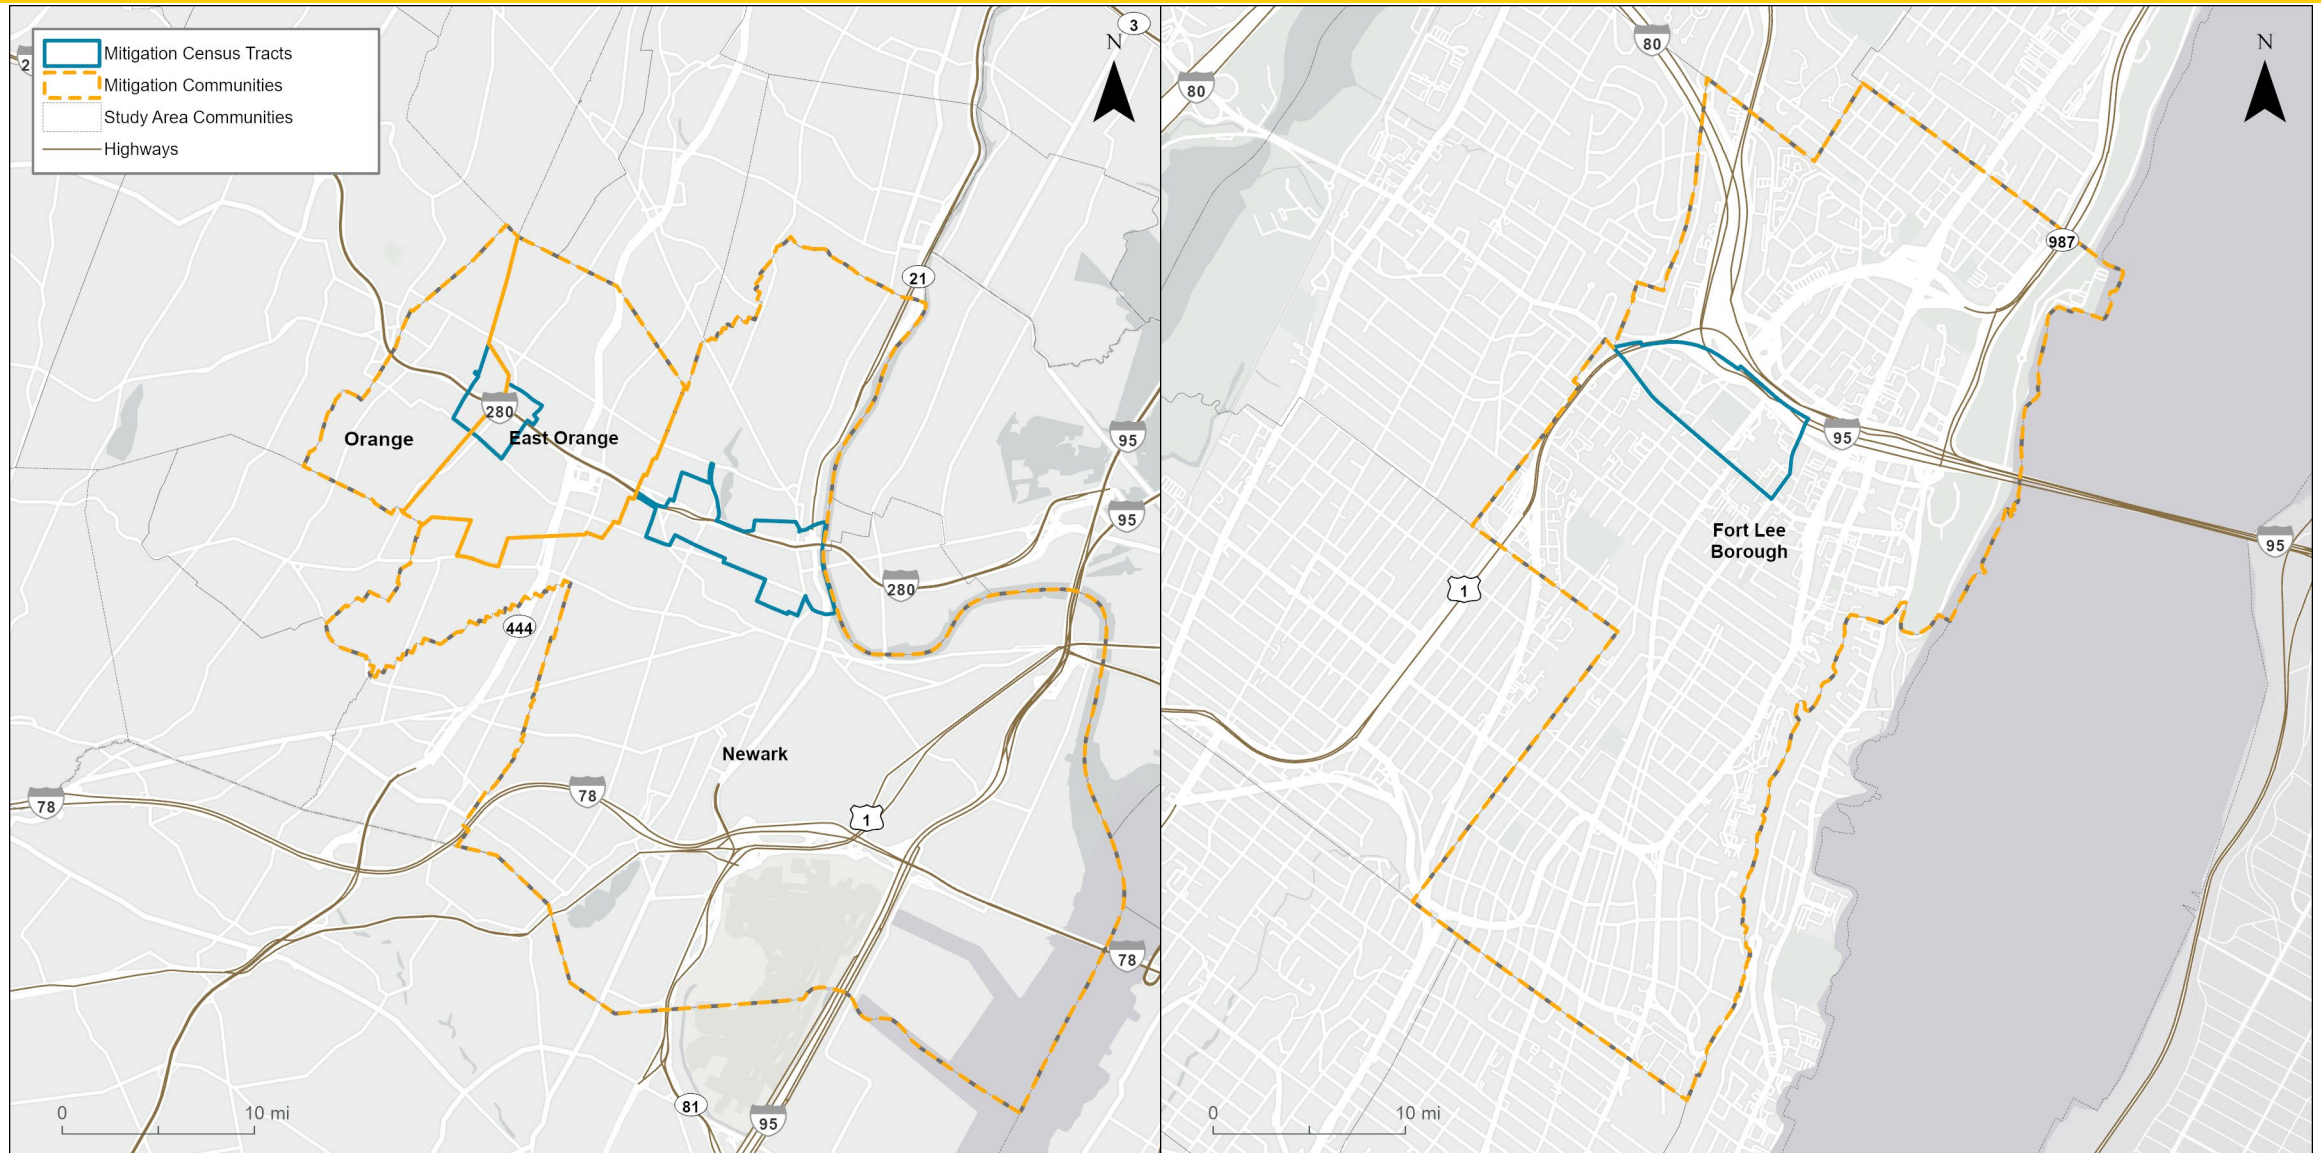 Mitigation Census Tracts
Mitigation Communities
Study Area Communities
Highways
2
3
N
21
280
Orange
East Orange
95
95
280
444
Newark
78
78
1
78
81
95
0
10 mi
80
80
N
987
95
Fort Lee
Borough
95
1
0
10 mi